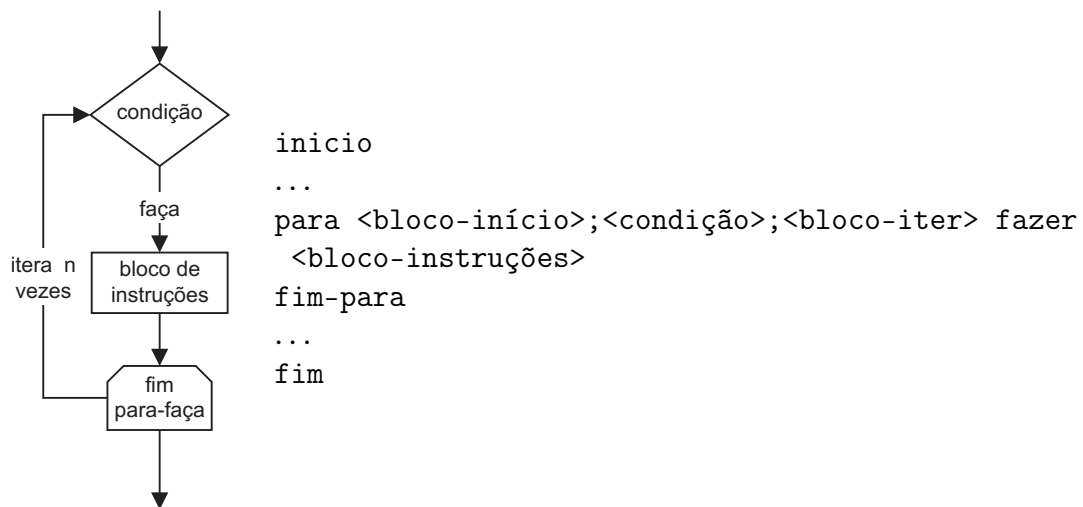 condição
faça
itera n
vezes
bloco de
instruções
fim
para-faça
inicio
...
para <bloco-início>;<condição>;<bloco-iter> fazer
<bloco-instruções>
fim-para
...
fim